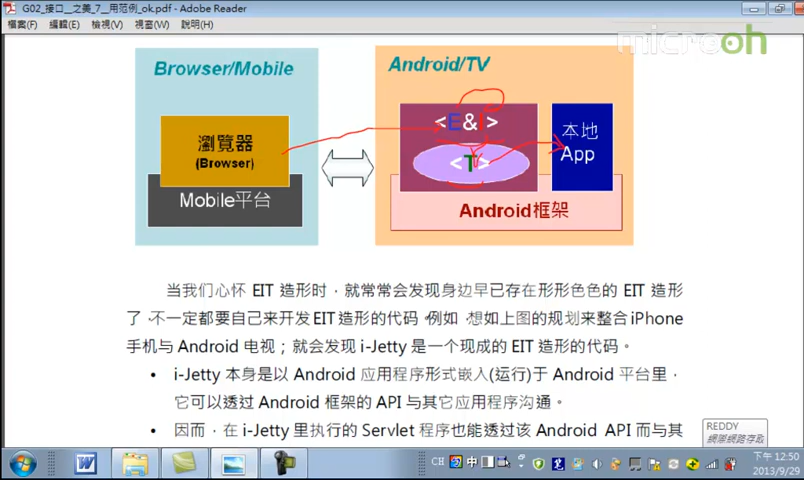 G02_接口__之美_7__用范例_ok.pdf - Adobe Reader
檔案(F) 編輯(E) 檢視(V) 視窗(W) 說明(H)
microoh
Browser/Mobile
Android/TV
瀏覽器
(Browser)
Mobile平台
<E&I>
<T>
本地
App
Android框架
当我们心怀 EIT 造形时，就常常会发现身边早已存在形形色色的 EIT 造形
了，不一定都要自己来开发 EIT 造形的代码。例如，想如上图的规划来整合 iPhone
手机与 Android 电视；就会发现 i-Jetty 是一个现成的 EIT 造形的代码。
• i-Jetty 本身是以 Android 应用程序形式嵌入(运行)于 Android 平台里，
它可以透过 Android 框架的 API 与其它应用程序沟通。
• 因而，在 i-Jetty 里执行的 Servlet 程序也能透过该 Android API 而与其
REDDY
網際網路存取
CH
中
下午 12:50
2013/9/29